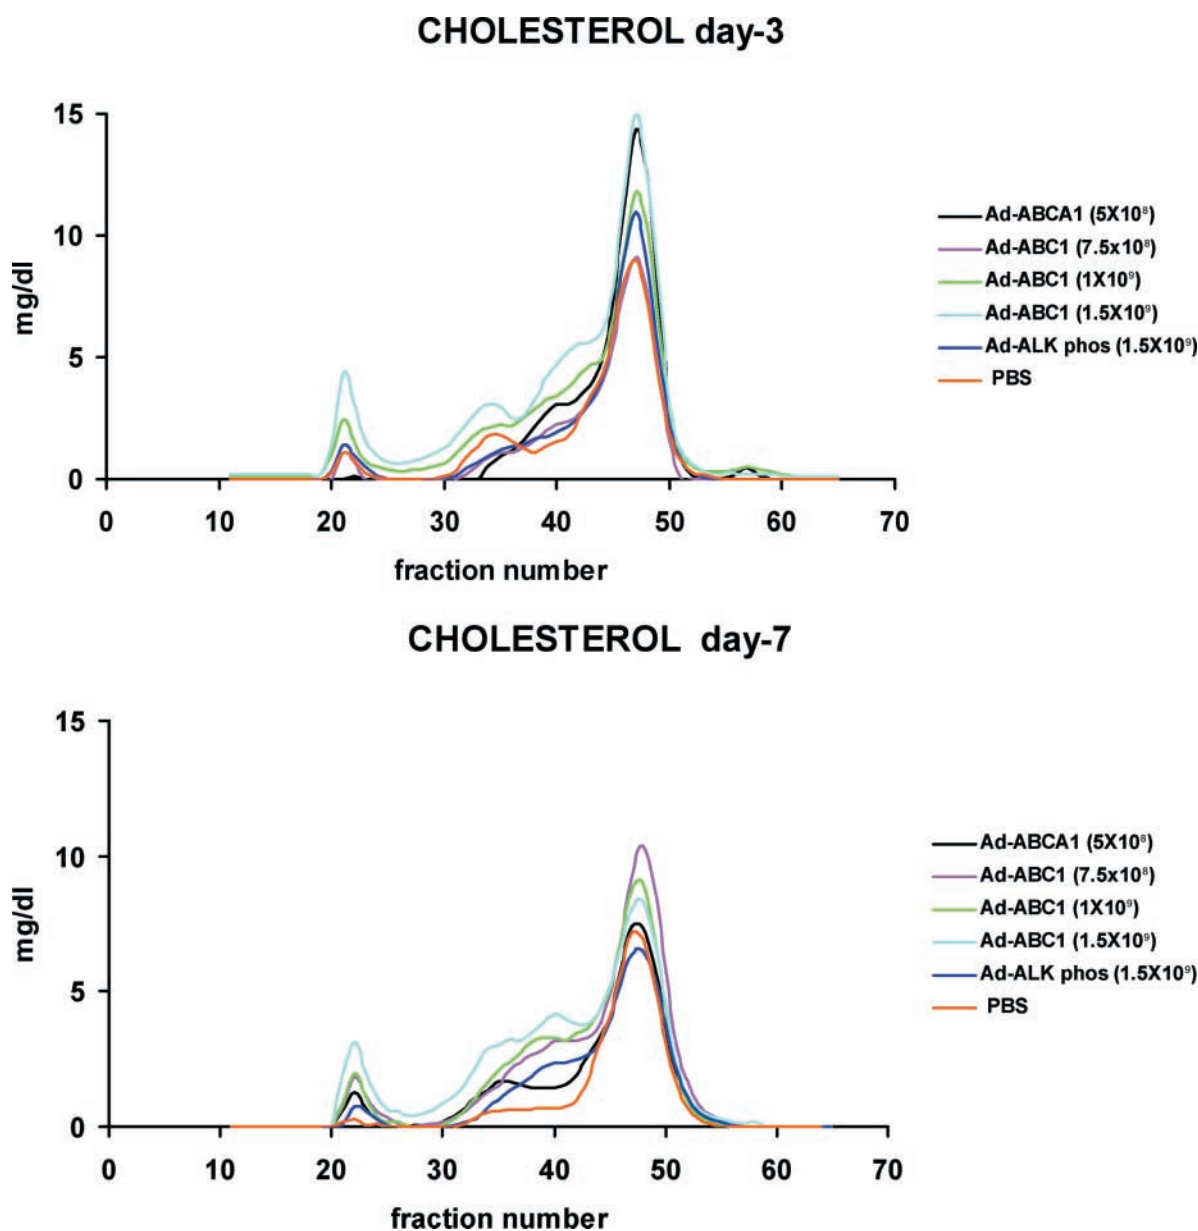 CHOLESTEROL day-3
15
10
5
0
mg/dl
0 10 20 30 40 50 60 70
fraction number
Ad-ABCA1 (5X10⁸)
Ad-ABC1 (7.5x10⁸)
Ad-ABC1 (1X10⁹)
Ad-ABC1 (1.5X10⁹)
Ad-ALK phos (1.5X10⁹)
PBS
CHOLESTEROL day-7
15
10
5
0
mg/dl
0 10 20 30 40 50 60 70
fraction number
Ad-ABCA1 (5X10⁸)
Ad-ABC1 (7.5x10⁸)
Ad-ABC1 (1X10⁹)
Ad-ABC1 (1.5X10⁹)
Ad-ALK phos (1.5X10⁹)
PBS